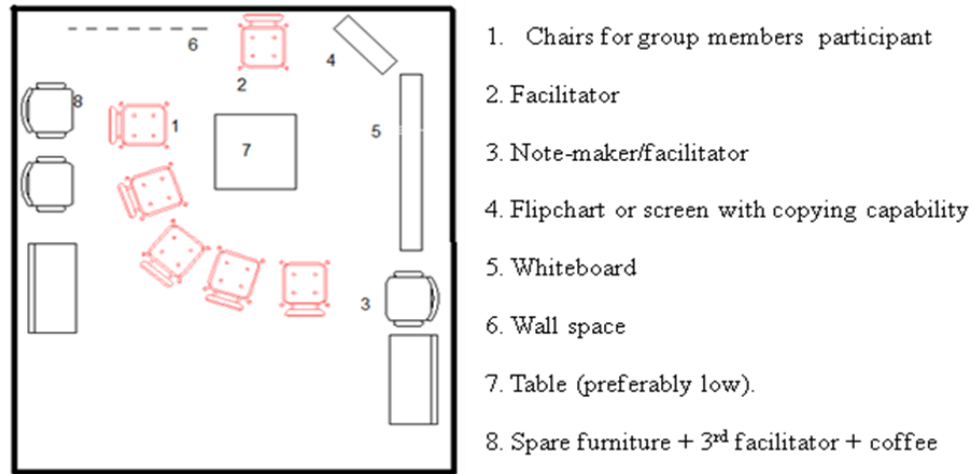 6
2
4
8
1
5
7
3
1. Chairs for group members participant
2. Facilitator
3. Note-maker/facilitator
4. Flipchart or screen with copying capability
5. Whiteboard
6. Wall space
7. Table (preferably low).
8. Spare furniture + 3rd facilitator + coffee